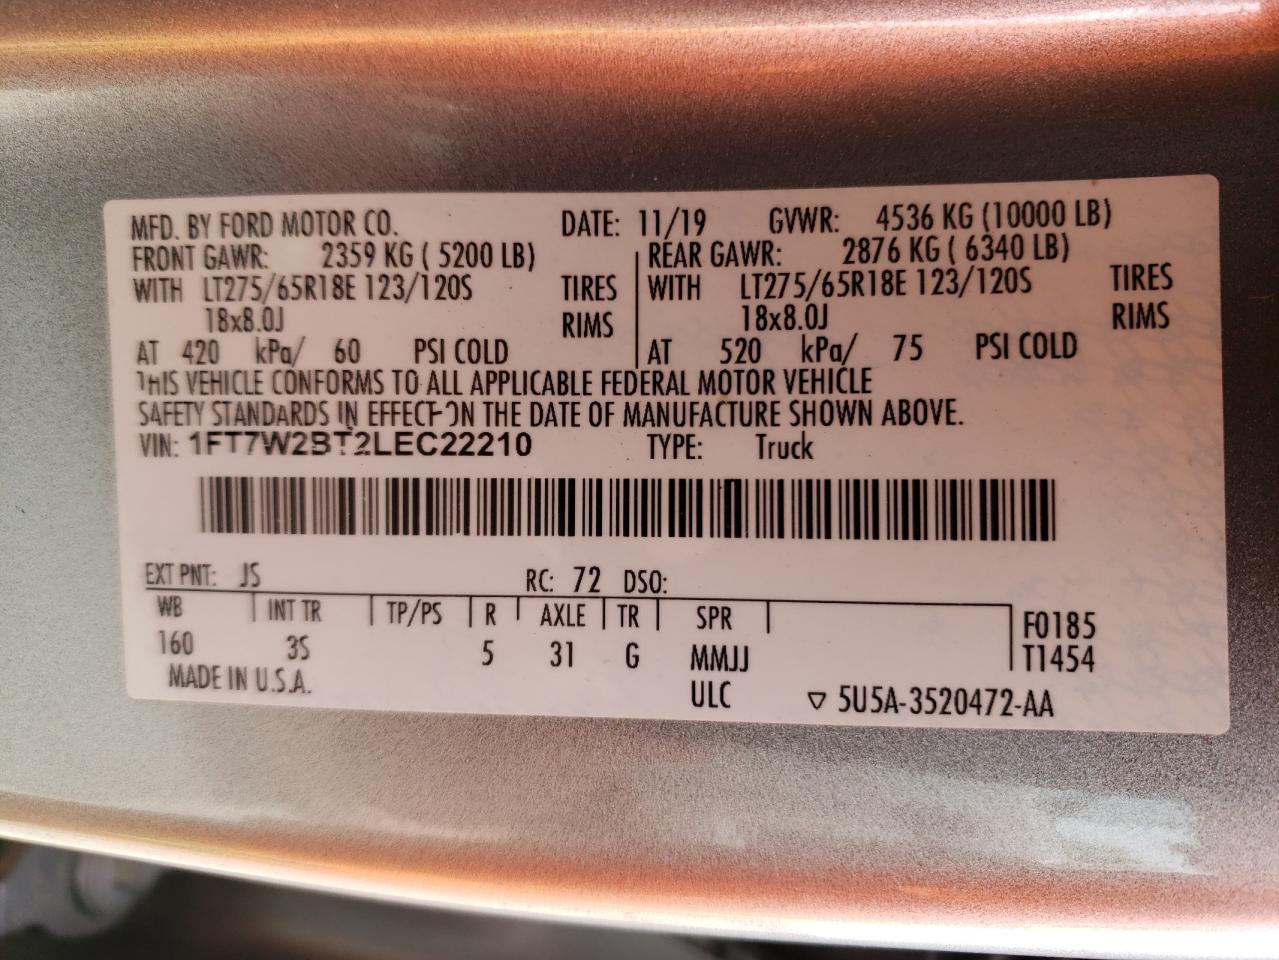 MFD. BY FORD MOTOR CO. DATE: 11/19 GVWR: 4536 KG (10000 LB)
FRONT GAWR: 2359 KG ( 5200 LB) REAR GAWR: 2876 KG ( 6340 LB)
WITH LT275/65R18E 123/120S TIRES WITH LT275/65R18E 123/120S TIRES
18x8.0J RIMS 18x8.0J RIMS
AT 420 kPa/ 60 PSI COLD AT 520 kPa/ 75 PSI COLD
THIS VEHICLE CONFORMS TO ALL APPLICABLE FEDERAL MOTOR VEHICLE
SAFETY STANDARDS IN EFFECT ON THE DATE OF MANUFACTURE SHOWN ABOVE.
VIN: 1FT7W2BT2LEC22210 TYPE: Truck
EXT PNT: JS RC: 72 DSO:
WB INT TR TP/PS R AXLE TR SPR F0185
160 3S 5 31 G MMJJ T1454
MADE IN U.S.A. ULC ▽ 5U5A-3520472-AA